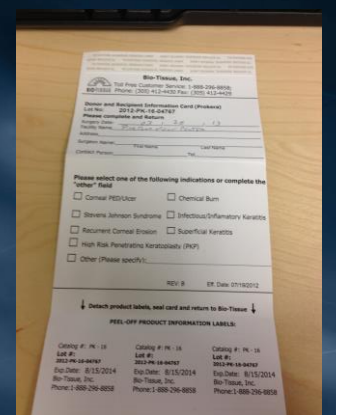 Bio-Tissue, Inc.
BIOTISSUE
Toll Free Customer Service: 1-888-296-8858;
Phone: (305) 412-4430 Fax: (305) 412-4429
Donor and Recipient Information Card (Prokera)
Lot No: 2012-PK-16-04767
Please complete and Return
Surgery Date:
Facility Name
Address
Surgeon Name:
First Name Last Name
Contact Person Tel
Please select one of the following indications or complete the
"other" field
Corneal PED/Ulcer Chemical Burn
Stevens Johnson Syndrome Infectious/Inflamatory Keratitis
Recurrent Corneal Erosion Superficial Keratitis
High Risk Penetrating Keratoplasty (PKP)
Other (Please specify):
REV B Eff. Date 07/19/2012
Detach product labels, seal card and return to Bio-Tissue
PEEL-OFF PRODUCT INFORMATION LABELS:
Catalog #: PK - 16 Catalog #: PK - 16 Catalog #: PK - 16
Lot #: Lot #: Lot #:
2012-PK-16-04767 2012-PK-16-04767 2012-PK-16-04767
Exp.Date: 8/15/2014 Exp.Date: 8/15/2014 Exp.Date: 8/15/2014
Bio-Tissue, Inc. Bio-Tissue, Inc. Bio-Tissue, Inc.
Phone:1-888-296-8858 Phone:1-888-296-8858 Phone:1-888-296-8858